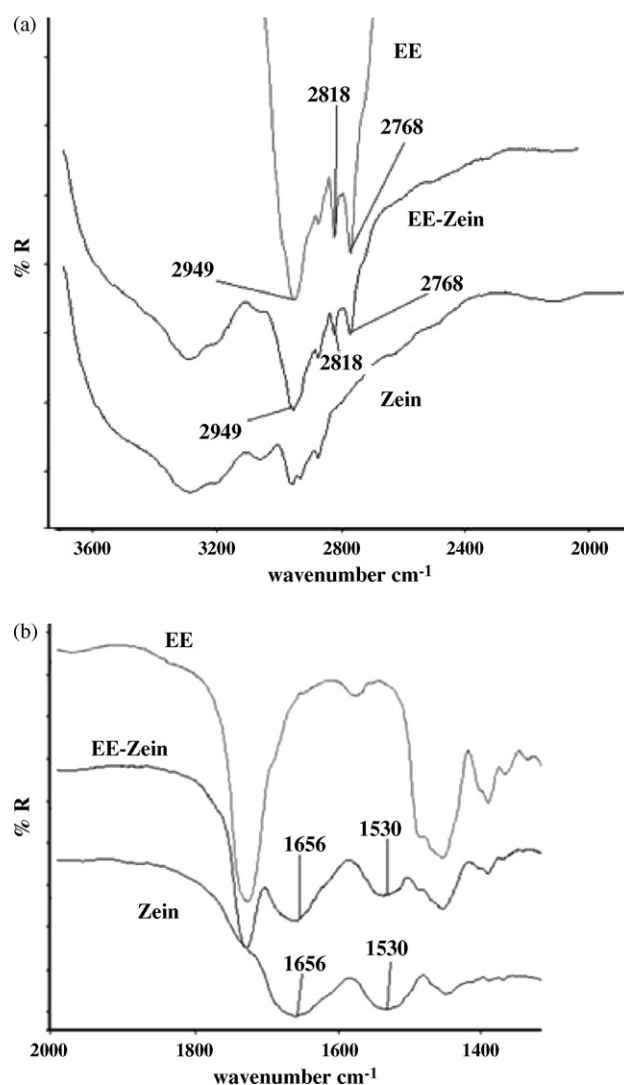 (a)
EE
2818
2768
EE-Zein
2949
2768
2818
Zein
2949
% R
3600 3200 2800 2400 2000
wavenumber cm-1
(b)
EE
EE-Zein
1656
1530
Zein
1656
1530
% R
2000 1800 1600 1400
wavenumber cm-1